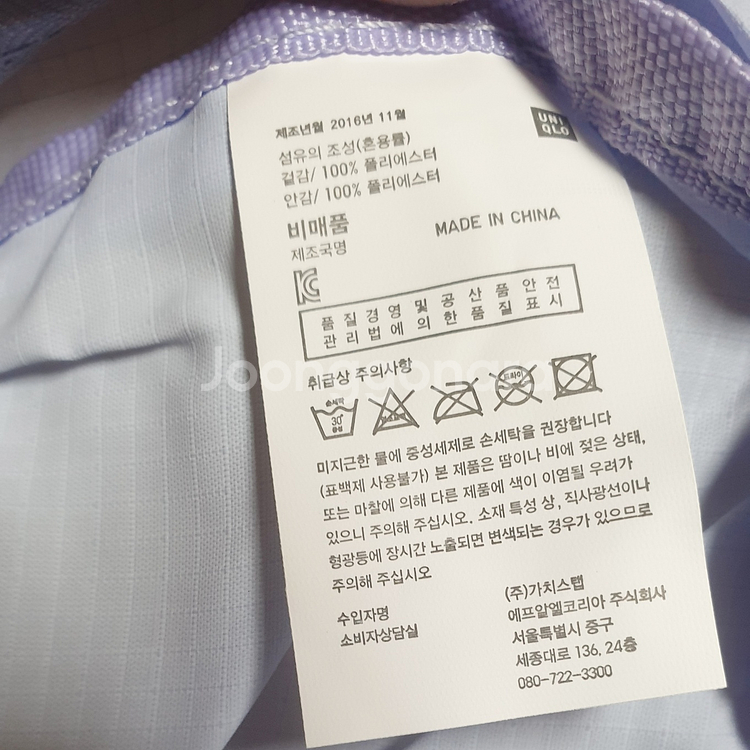 제조년월 2016년 11월
UNI
QLO
섬유의 조성(혼용률)
겉감/ 100% 폴리에스터
안감/ 100% 폴리에스터
비매품
MADE IN CHINA
제조국명
품질경영및공산품안전
관리법에의한품질표시
취급상 주의사항
손세탁
30°
중성
드라이
미지근한 물에 중성세제로 손세탁을 권장합니다
(표백제 사용불가) 본 제품은 땀이나 비에 젖은 상태,
또는 마찰에 의해 다른 제품에 색이 이염될 우려가
있으니 주의해 주십시오. 소재 특성 상, 직사광선이나
형광등에 장시간 노출되면 변색되는 경우가 있으므로
주의해 주십시오
수입자명
(주)가치스탭
소비자상담실
에프알엘코리아 주식회사
서울특별시 중구
세종대로 136, 24층
080-722-3300